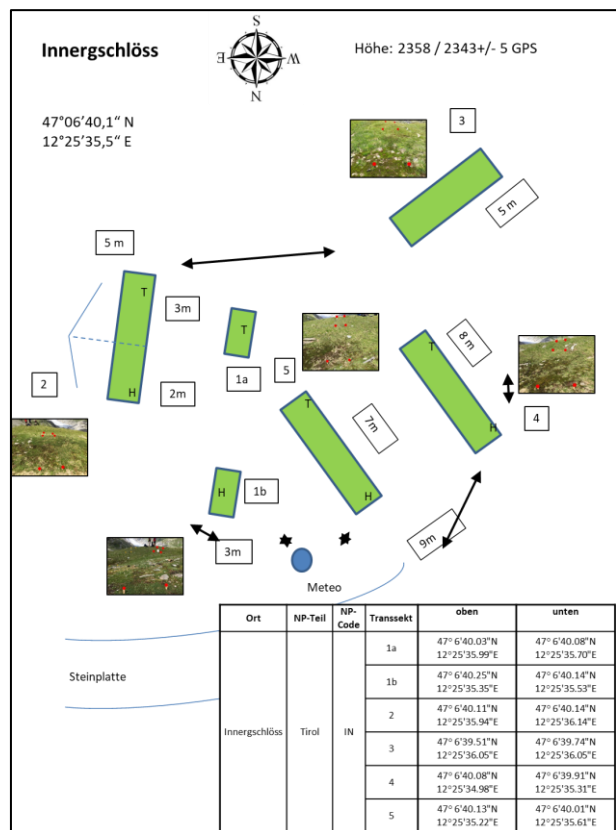 Innergschlöss
S
E
W
N
Höhe: 2358 / 2343+/- 5 GPS
47°06'40,1“ N
12°25'35,5“ E
3
5 m
5 m
T
3m
T
1a
5
T
7m
T
8 m
4
H
2
H
2m
H
1b
H
3m
9m
Meteo
Steinplatte
Ort NP-Teil NP-Code Transsekt oben unten
Innergschlöss Tirol IN
1a 47° 6'40.03"N 47° 6'40.08"N
12°25'35.99"E 12°25'35.70"E
1b 47° 6'40.25"N 47° 6'40.14"N
12°25'35.35"E 12°25'35.53"E
2 47° 6'40.11"N 47° 6'40.14"N
12°25'35.94"E 12°25'36.14"E
3 47° 6'39.51"N 47° 6'39.74"N
12°25'36.05"E 12°25'36.05"E
4 47° 6'40.08"N 47° 6'39.91"N
12°25'34.98"E 12°25'35.31"E
5 47° 6'40.13"N 47° 6'40.01"N
12°25'35.22"E 12°25'35.61"E